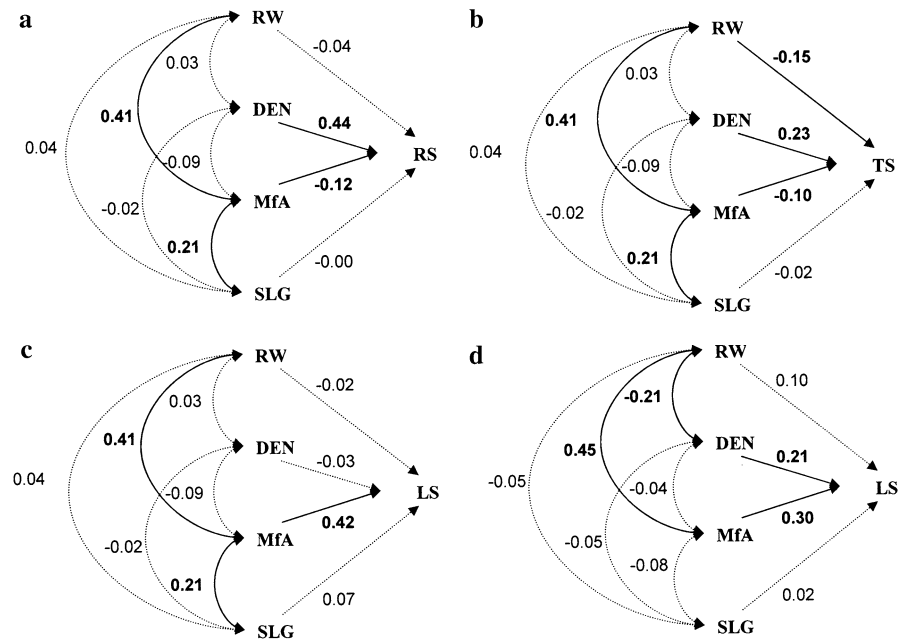 a
RW
-0.04
0.03
0.41
DEN
0.44
0.04
-0.09
RS
-0.12
MfA
-0.02
0.21
-0.00
SLG
b
RW
-0.15
0.03
0.41
DEN
0.23
0.04
-0.09
TS
-0.10
MfA
-0.02
0.21
-0.02
SLG
c
RW
-0.02
0.03
0.41
DEN
-0.03
0.04
-0.09
LS
0.42
MfA
-0.02
0.21
0.07
SLG
d
RW
0.10
-0.21
0.45
DEN
0.21
-0.05
-0.04
LS
0.30
MfA
-0.05
-0.08
0.02
SLG